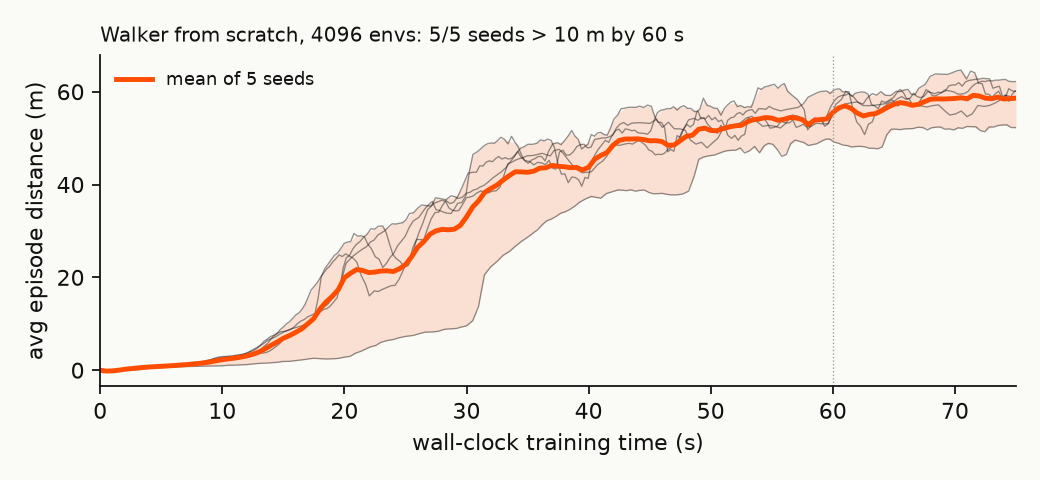 Walker from scratch, 4096 envs: 5/5 seeds > 10 m by 60 s
mean of 5 seeds
avg episode distance (m)
60
40
20
0
0 10 20 30 40 50 60 70
wall-clock training time (s)